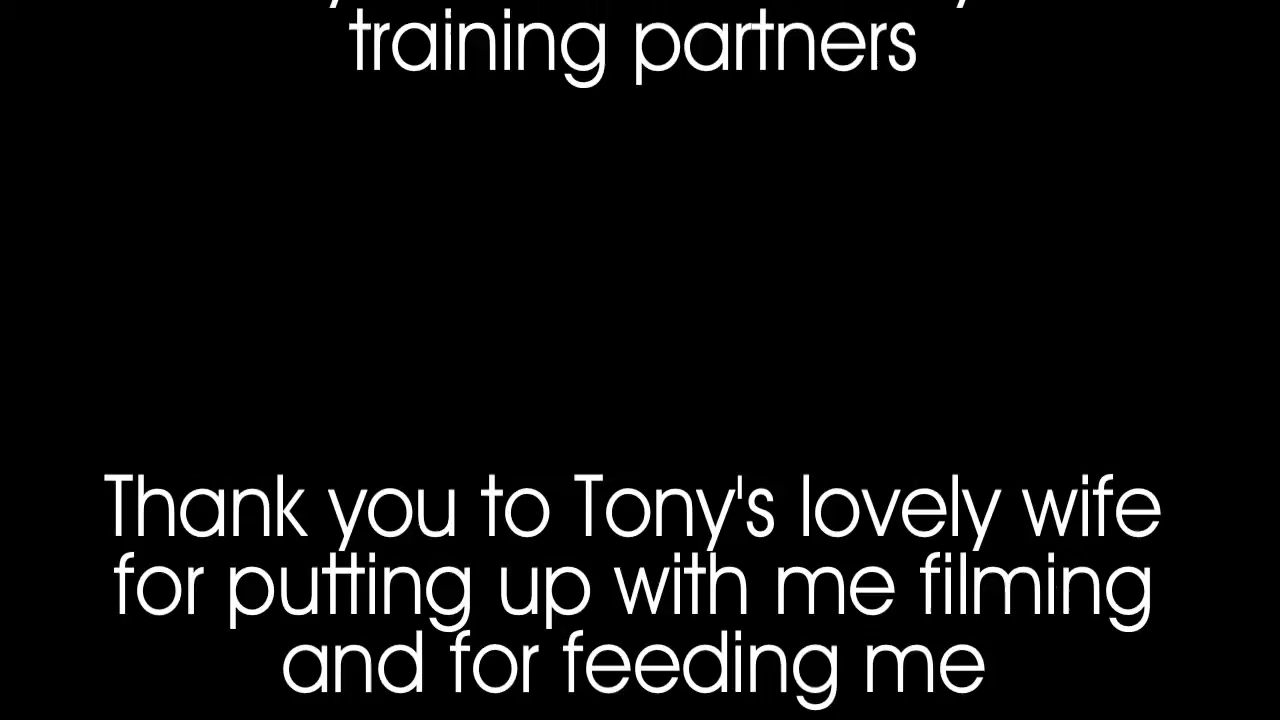 training partners
Thank you to Tony's lovely wife
for putting up with me filming
and for feeding me